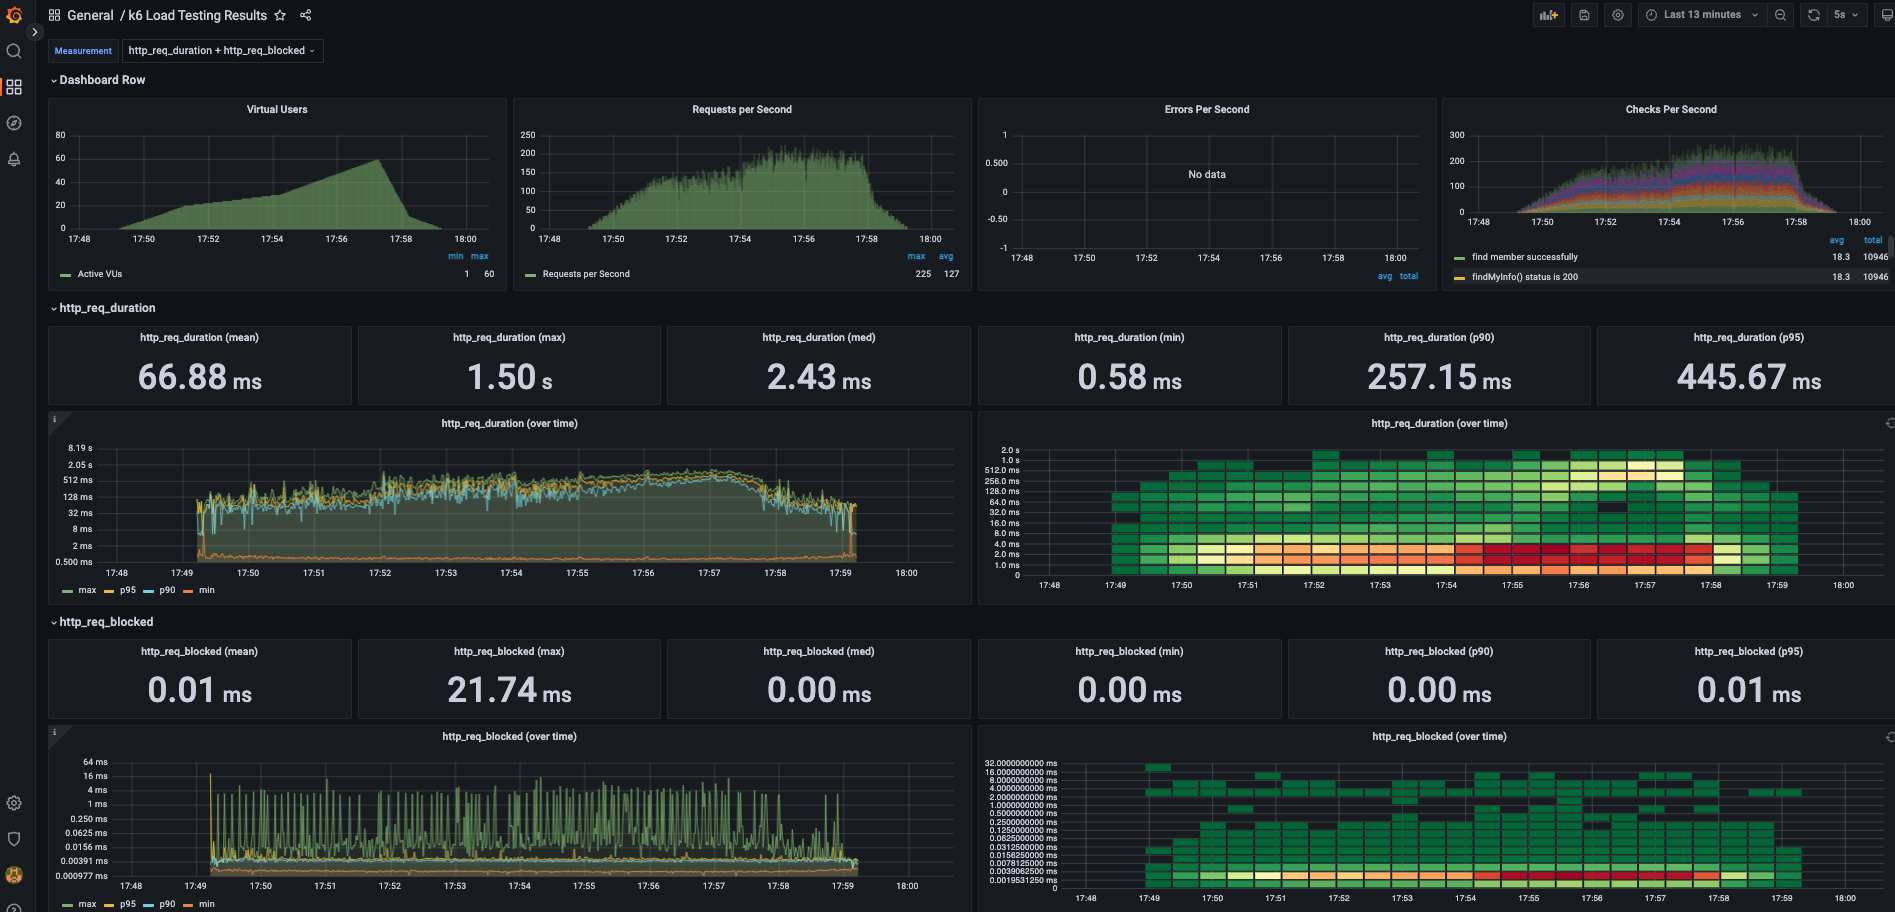 General / k6 Load Testing Results
Last 13 minutes
5s
Measurement
http_req_duration + http_req_blocked
Dashboard Row
Virtual Users
80
60
40
20
0
17:48 17:50 17:52 17:54 17:56 17:58 18:00
min max
Active VUs 1 60
Requests per Second
250
200
150
100
50
0
17:48 17:50 17:52 17:54 17:56 17:58 18:00
max avg
Requests per Second 225 127
Errors Per Second
1
0.500
0
-0.50
-1
No data
17:48 17:50 17:52 17:54 17:56 17:58 18:00
avg total
Checks Per Second
300
200
100
0
17:48 17:50 17:52 17:54 17:56 17:58 18:00
avg total
find member successfully 18.3 10946
findMyInfo() status is 200 18.3 10946
http_req_duration
http_req_duration (mean)
66.88 ms
http_req_duration (max)
1.50 s
http_req_duration (med)
2.43 ms
http_req_duration (min)
0.58 ms
http_req_duration (p90)
257.15 ms
http_req_duration (p95)
445.67 ms
http_req_duration (over time)
8.19 s
2.05 s
512 ms
128 ms
32 ms
8 ms
2 ms
0.500 ms
17:48 17:49 17:50 17:51 17:52 17:53 17:54 17:55 17:56 17:57 17:58 17:59 18:00
max p95 p90 min
http_req_duration (over time)
2.0 s
1.0 s
512.0 ms
256.0 ms
128.0 ms
64.0 ms
32.0 ms
16.0 ms
8.0 ms
4.0 ms
2.0 ms
1.0 ms
0
17:48 17:49 17:50 17:51 17:52 17:53 17:54 17:55 17:56 17:57 17:58 17:59 18:00
http_req_blocked
http_req_blocked (mean)
0.01 ms
http_req_blocked (max)
21.74 ms
http_req_blocked (med)
0.00 ms
http_req_blocked (min)
0.00 ms
http_req_blocked (p90)
0.00 ms
http_req_blocked (p95)
0.01 ms
http_req_blocked (over time)
64 ms
16 ms
4 ms
1 ms
0.250 ms
0.0625 ms
0.0156 ms
0.00391 ms
0.000977 ms
17:48 17:49 17:50 17:51 17:52 17:53 17:54 17:55 17:56 17:57 17:58 17:59 18:00
max p95 p90 min
http_req_blocked (over time)
32.0000000000 ms
16.0000000000 ms
8.0000000000 ms
4.0000000000 ms
2.0000000000 ms
1.0000000000 ms
0.5000000000 ms
0.2500000000 ms
0.1250000000 ms
0.0625000000 ms
0.0312500000 ms
0.0156250000 ms
0.0078125000 ms
0.0039062500 ms
0.0019531250 ms
0
17:48 17:49 17:50 17:51 17:52 17:53 17:54 17:55 17:56 17:57 17:58 17:59 18:00